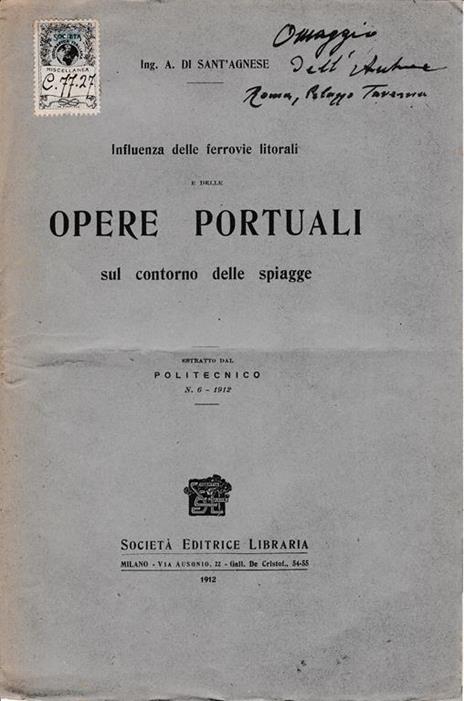 SOCIETÀ
MISCELLANEA
C. 77.27
Omaggio
dell'Autore
Roma, Palazzo Taverna
Ing. A. DI SANT'AGNESE
Influenza delle ferrovie litorali
E DELLE
OPERE PORTUALI
sul contorno delle spiagge
ESTRATTO DAL
POLITECNICO
N. 6 - 1912
SOCIETÀ EDITRICE LIBRARIA
MILANO - VIA AUSONIO, 22 - Gall. De Cristof., 54-55
1912